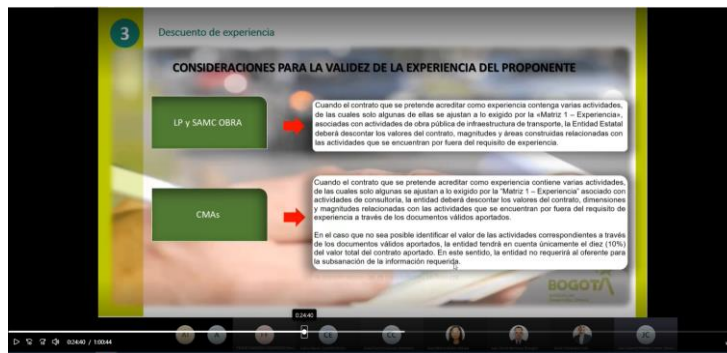 3
Descuento de experiencia
CONSIDERACIONES PARA LA VALIDEZ DE LA EXPERIENCIA DEL PROPONENTE
LP y SAMC OBRA
Cuando el contrato que se pretende acreditar como experiencia contenga varias actividades,
de las cuales solo algunas de ellas se ajustan a lo exigido por la «Matriz 1 – Experiencia»,
asociadas con actividades de obra pública de infraestructura de transporte, la Entidad Estatal
deberá descontar los valores del contrato, magnitudes y áreas construidas relacionadas con
las actividades que se encuentran por fuera del requisito de experiencia.
CMAs
Cuando el contrato que se pretende acreditar como experiencia contiene varias actividades,
de las cuales solo algunas se ajustan a lo exigido por la "Matriz 1 – Experiencia" asociado con
actividades de consultoría, la entidad deberá descontar los valores del contrato, dimensiones
y magnitudes relacionadas con las actividades que se encuentran por fuera del requisito de
experiencia a través de los documentos válidos aportados.
En el caso que no sea posible identificar el valor de las actividades correspondientes a través
de los documentos válidos aportados, la entidad tendrá en cuenta únicamente el diez (10%)
del valor total del contrato aportado. En este sentido, la entidad no requerirá al oferente para
la subsanación de la información requerida.
BOGOTÁ
0:24:40
A
CE
CC
JC
0:24:40 / 1:00:44